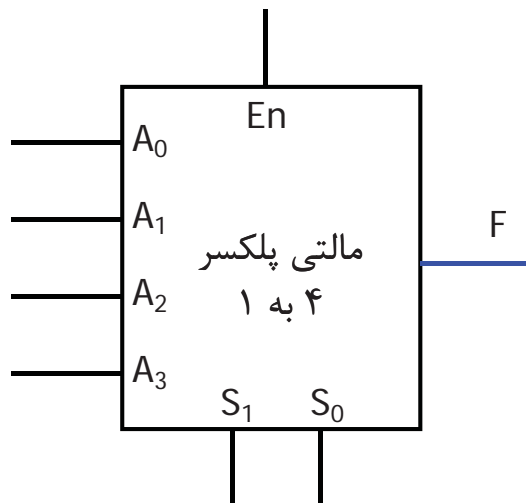 En
A₀
A₁
F
مالتی پلکسر
A₂
۴ به ۱
A₃
S₁ S₀